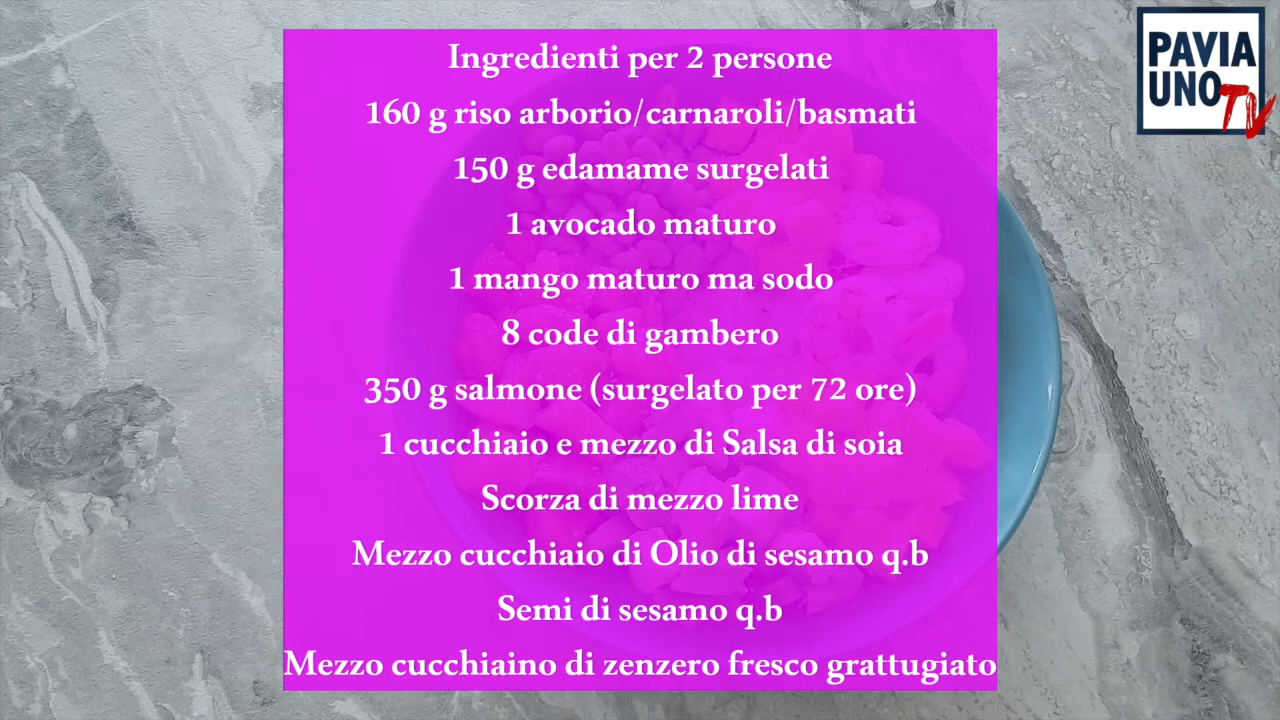 Ingredienti per 2 persone
160 g riso arborio/carnaroli/basmati
150 g edamame surgelati
1 avocado maturo
1 mango maturo ma sodo
8 code di gambero
350 g salmone (surgelato per 72 ore)
1 cucchiaio e mezzo di Salsa di soia
Scorza di mezzo lime
Mezzo cucchiaio di Olio di sesamo q.b
Semi di sesamo q.b
Mezzo cucchiaino di zenzero fresco grattugiato
PAVIA
UNO TV